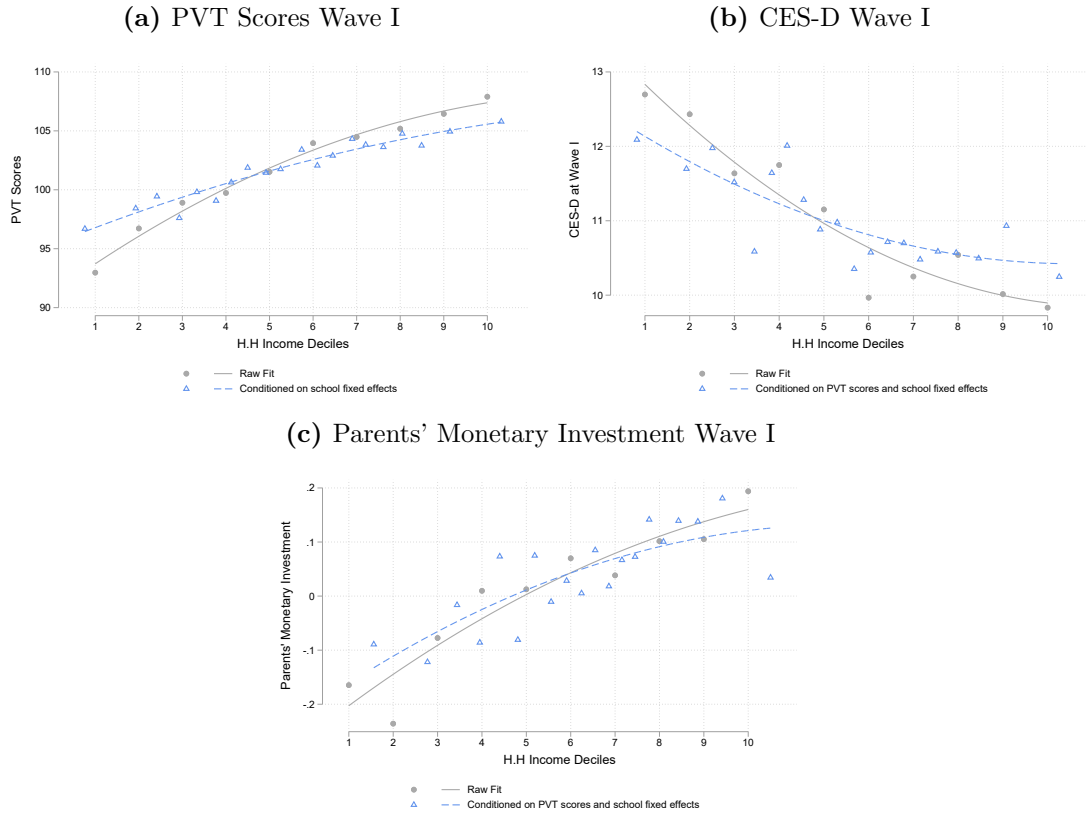 (a) PVT Scores Wave I
110
105
100
95
90
PVT Scores
1 2 3 4 5 6 7 8 9 10
H.H Income Deciles
Raw Fit
Conditioned on school fixed effects
(b) CES-D Wave I
13
12
11
10
CES-D at Wave I
1 2 3 4 5 6 7 8 9 10
H.H Income Deciles
Raw Fit
Conditioned on PVT scores and school fixed effects
(c) Parents' Monetary Investment Wave I
.2
.1
0
-.1
-.2
Parents' Monetary Investment
1 2 3 4 5 6 7 8 9 10
H.H Income Deciles
Raw Fit
Conditioned on PVT scores and school fixed effects